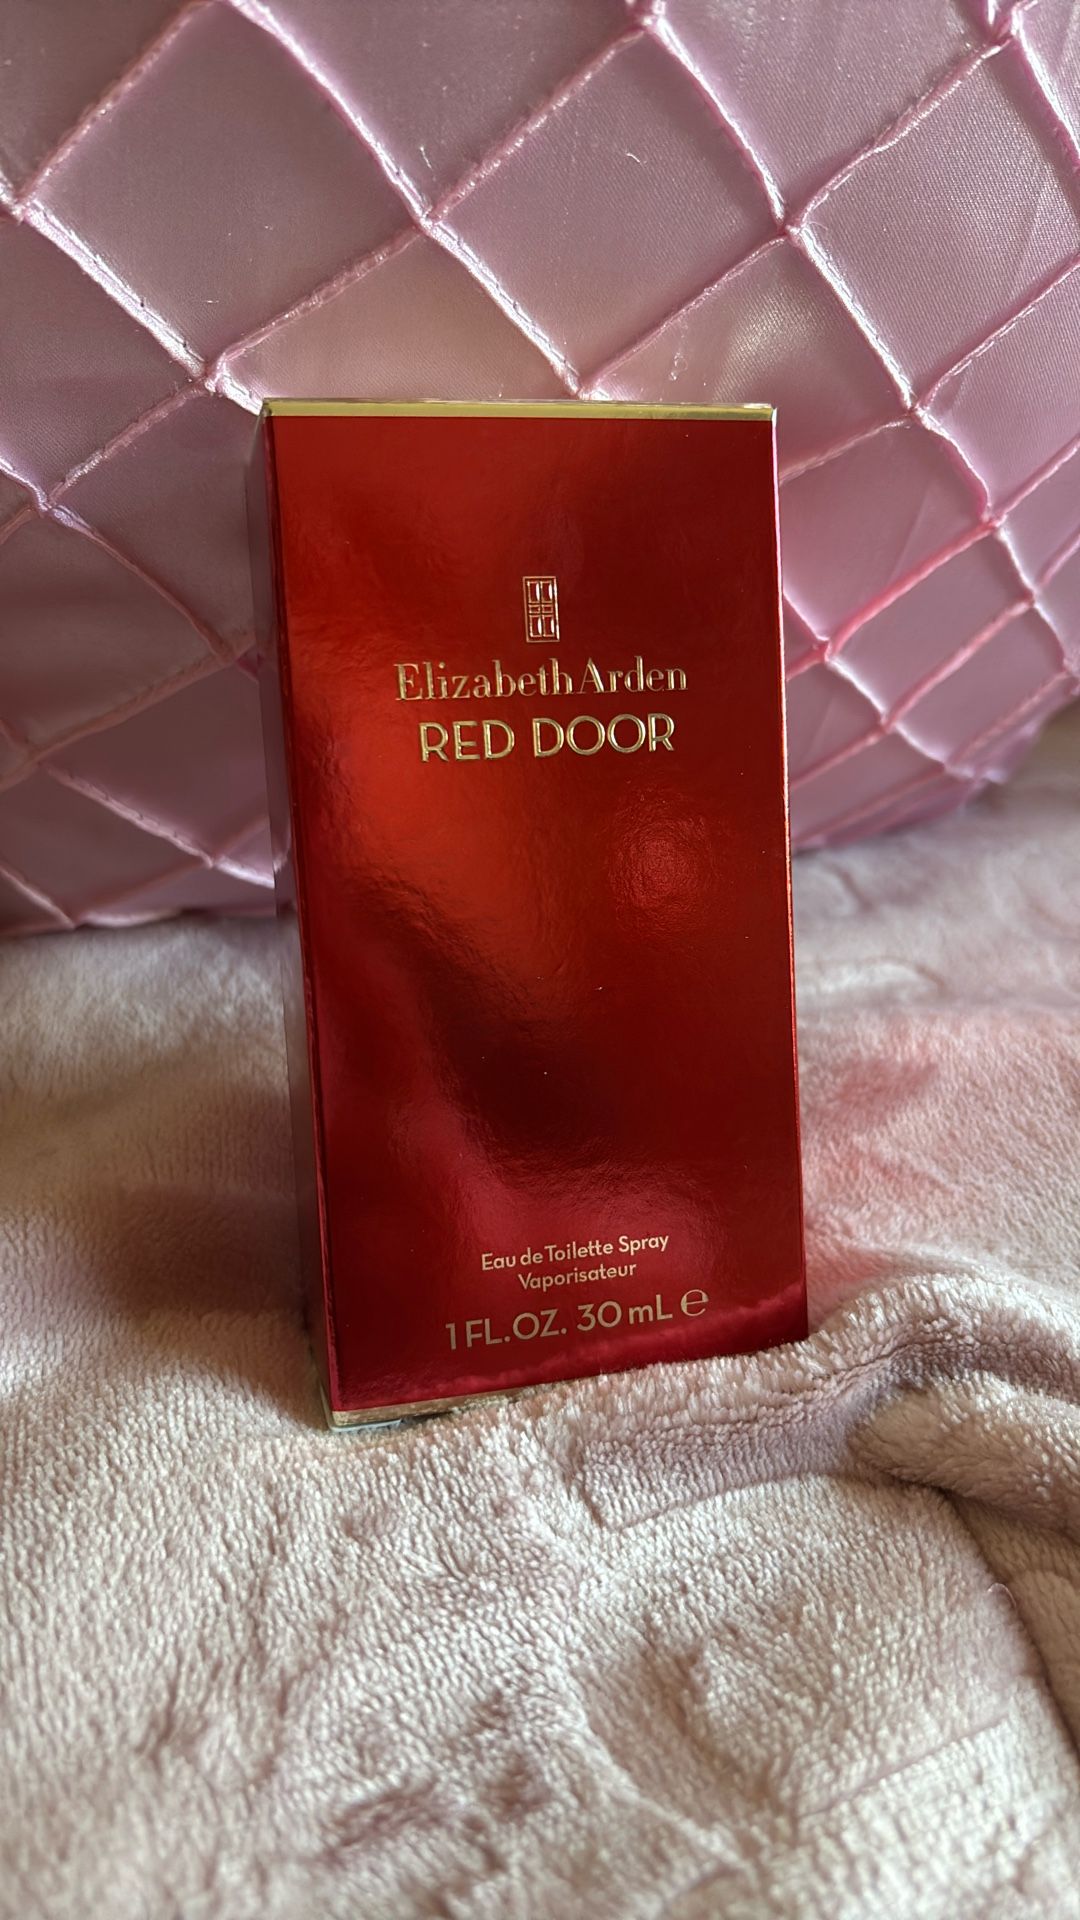 Elizabeth Arden
RED DOOR
Eau de Toilette Spray
Vaporisateur
1 FL.OZ. 30 mL ℮